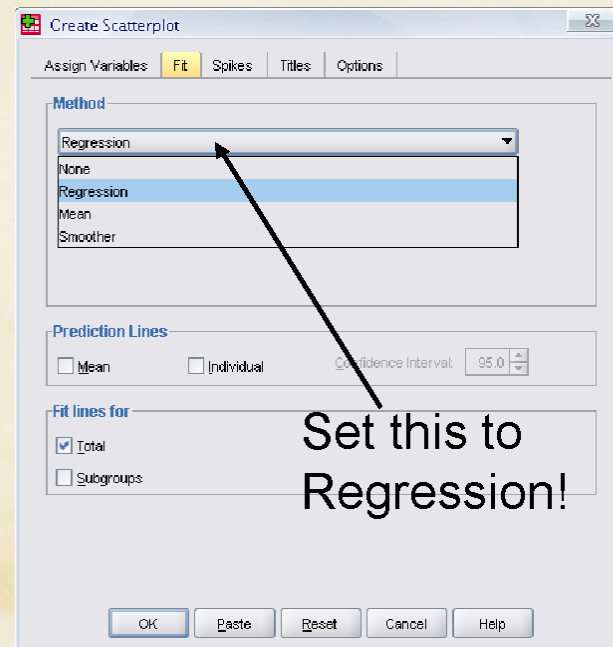 Create Scatterplot
Assign Variables Fit Spikes Titles Options
Method
Regression
None
Regression
Mean
Smoother
Prediction Lines
Mean Individual Confidence Interval: 95.0
Fit lines for
Total
Subgroups
Set this to
Regression!
OK Paste Reset Cancel Help